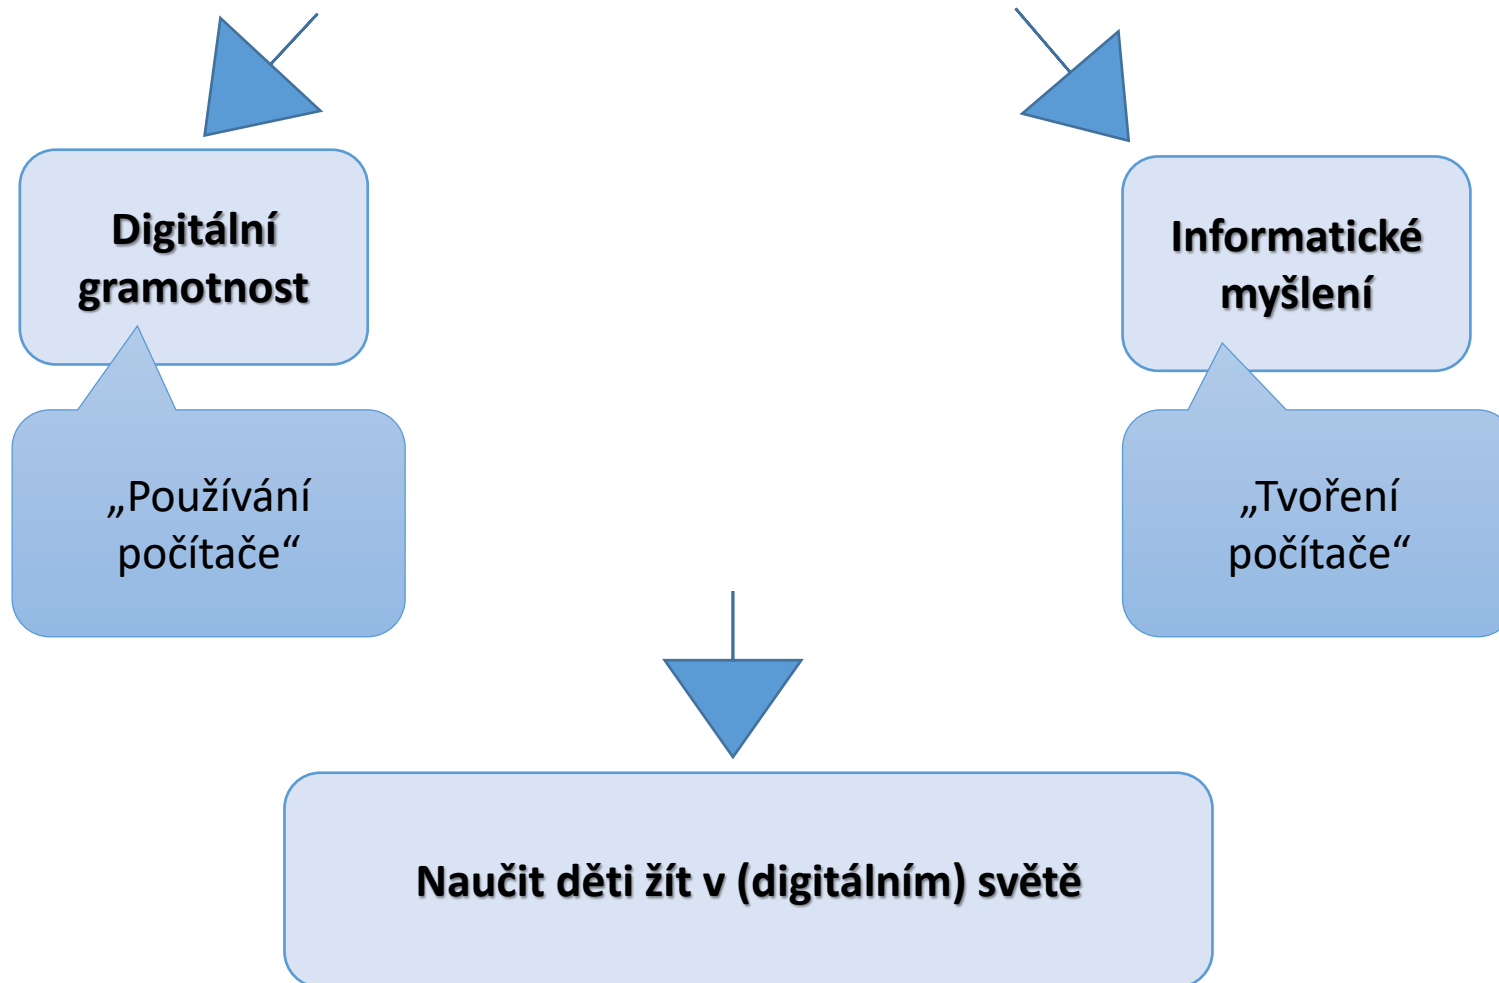 Digitální
gramotnost
Informatické
myšlení
„Používání
počítače“
„Tvoření
počítače“
Naučit děti žít v (digitálním) světě